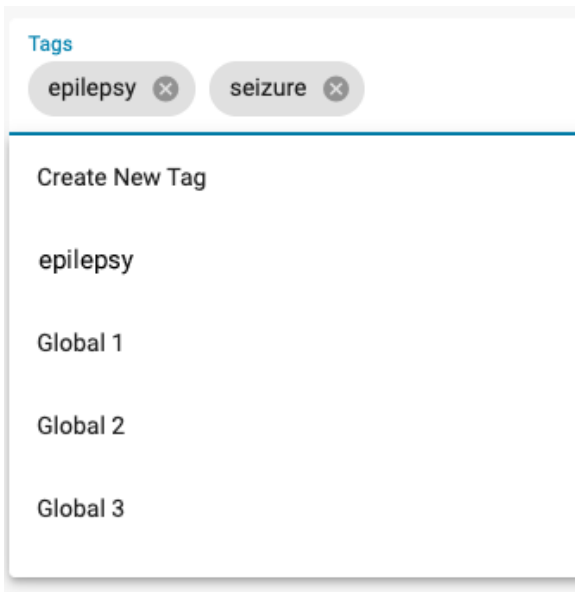 Tags
epilepsy seizure
Create New Tag
epilepsy
Global 1
Global 2
Global 3